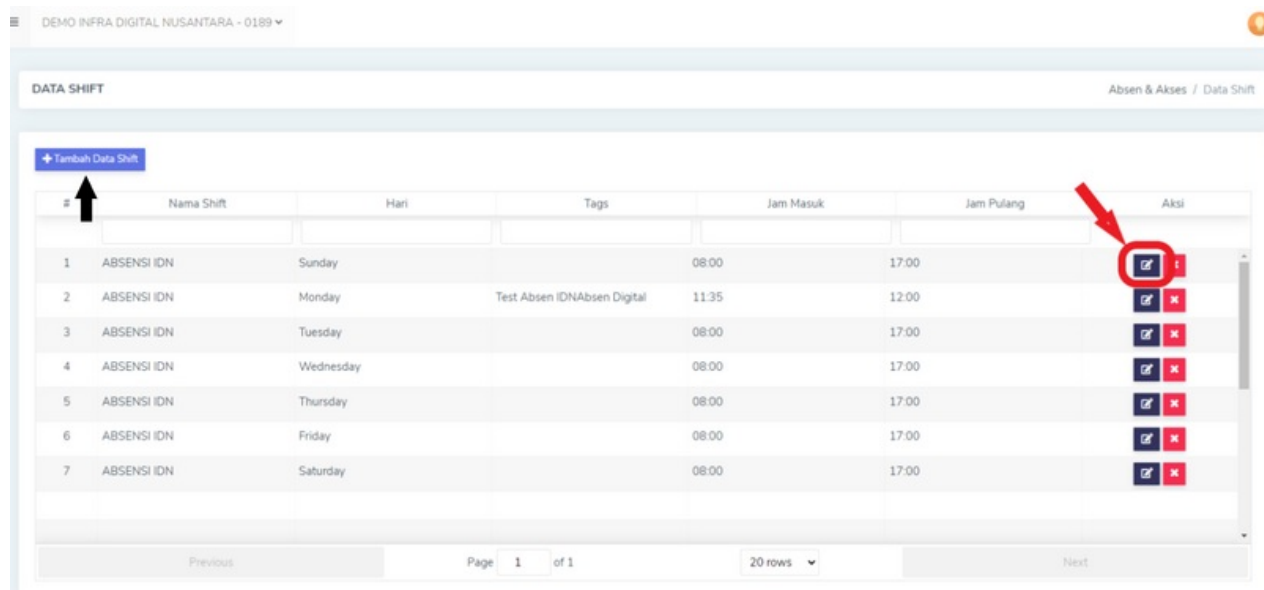 DEMO INFRA DIGITAL NUSANTARA - 0189
DATA SHIFT
Absen & Akses / Data Shift
+ Tambah Data Shift
# Nama Shift Hari Tags Jam Masuk Jam Pulang Aksi
1 ABSENSI IDN Sunday 08:00 17:00
2 ABSENSI IDN Monday Test Absen IDNAbsen Digital 11:35 12:00
3 ABSENSI IDN Tuesday 08:00 17:00
4 ABSENSI IDN Wednesday 08:00 17:00
5 ABSENSI IDN Thursday 08:00 17:00
6 ABSENSI IDN Friday 08:00 17:00
7 ABSENSI IDN Saturday 08:00 17:00
Previous Page 1 of 1 20 rows Next